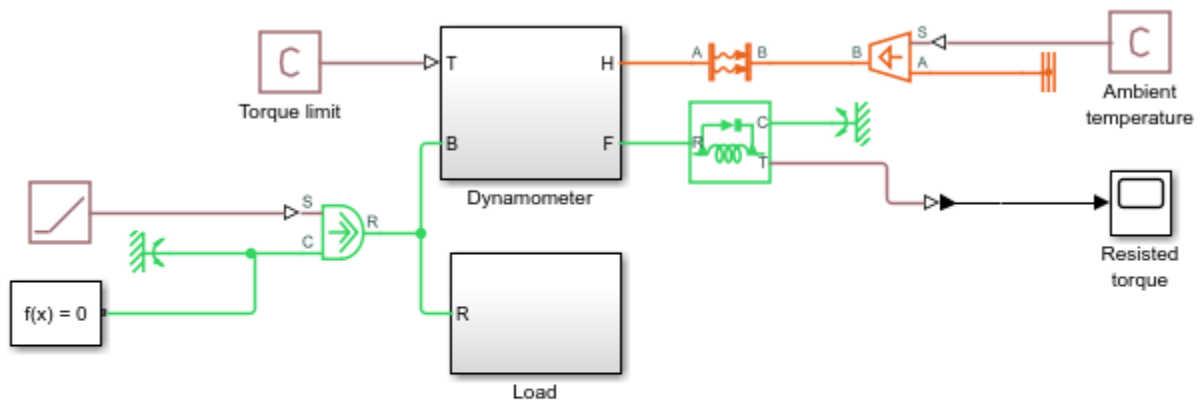 C
Torque limit
T
H
B
F
Dynamometer
A
B
B
S
A
C
Ambient
temperature
R
C
T
Resisted
torque
S
C
R
f(x) = 0
R
Load